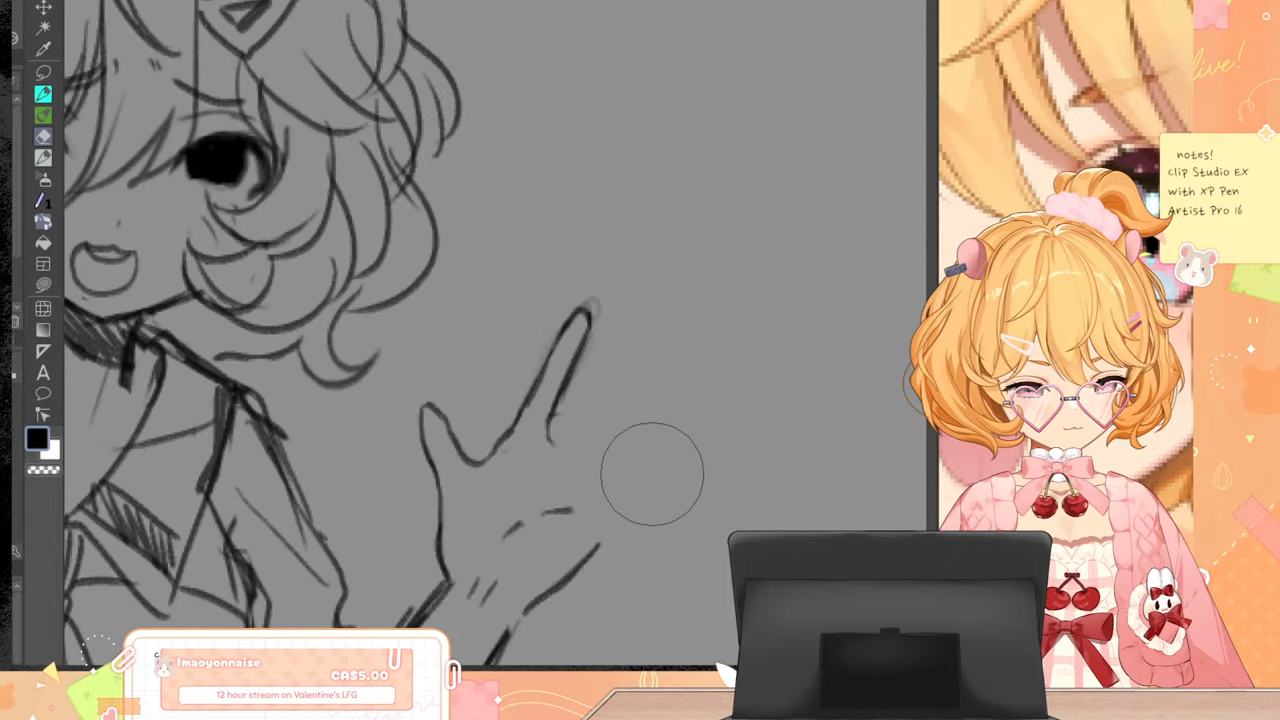 live!
notes!
Clip Studio EX
with XP Pen
Artist Pro 16
lmaoyonnaise
CA$5.00
12 hour stream on Valentine's LFG